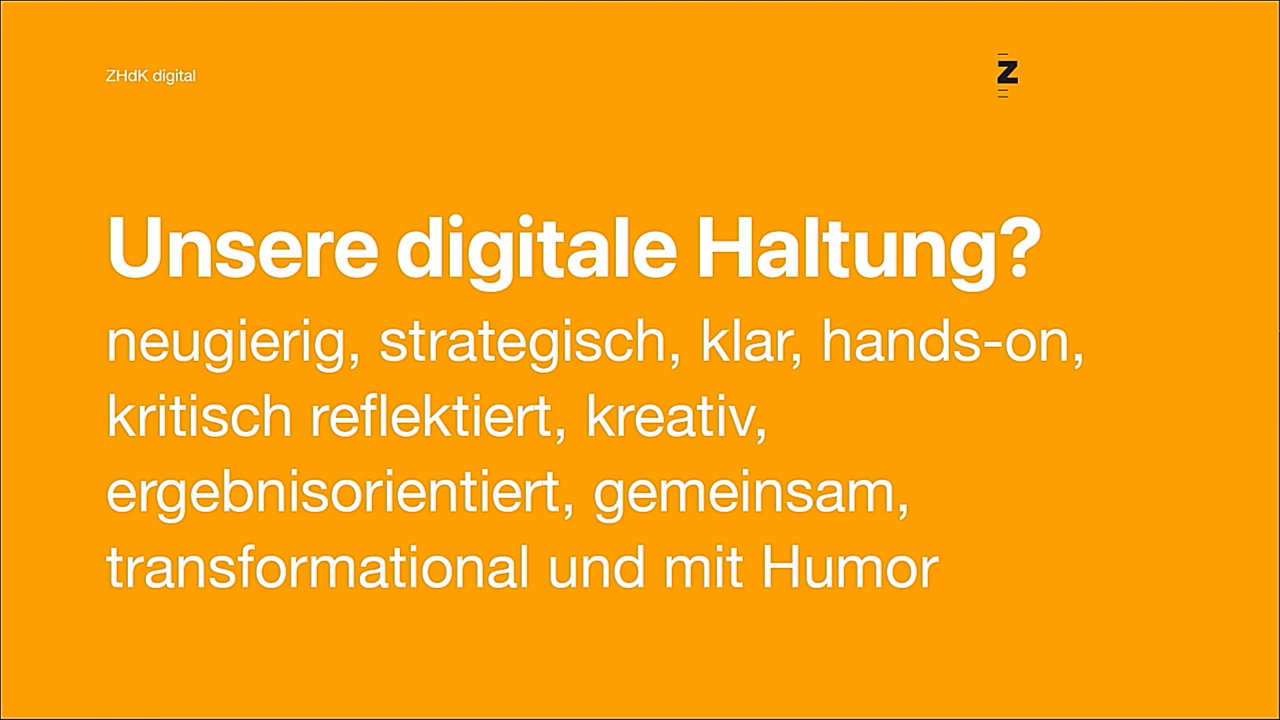 ZHdK digital
Z
Unsere digitale Haltung?
neugierig, strategisch, klar, hands-on,
kritisch reflektiert, kreativ,
ergebnisorientiert, gemeinsam,
transformational und mit Humor